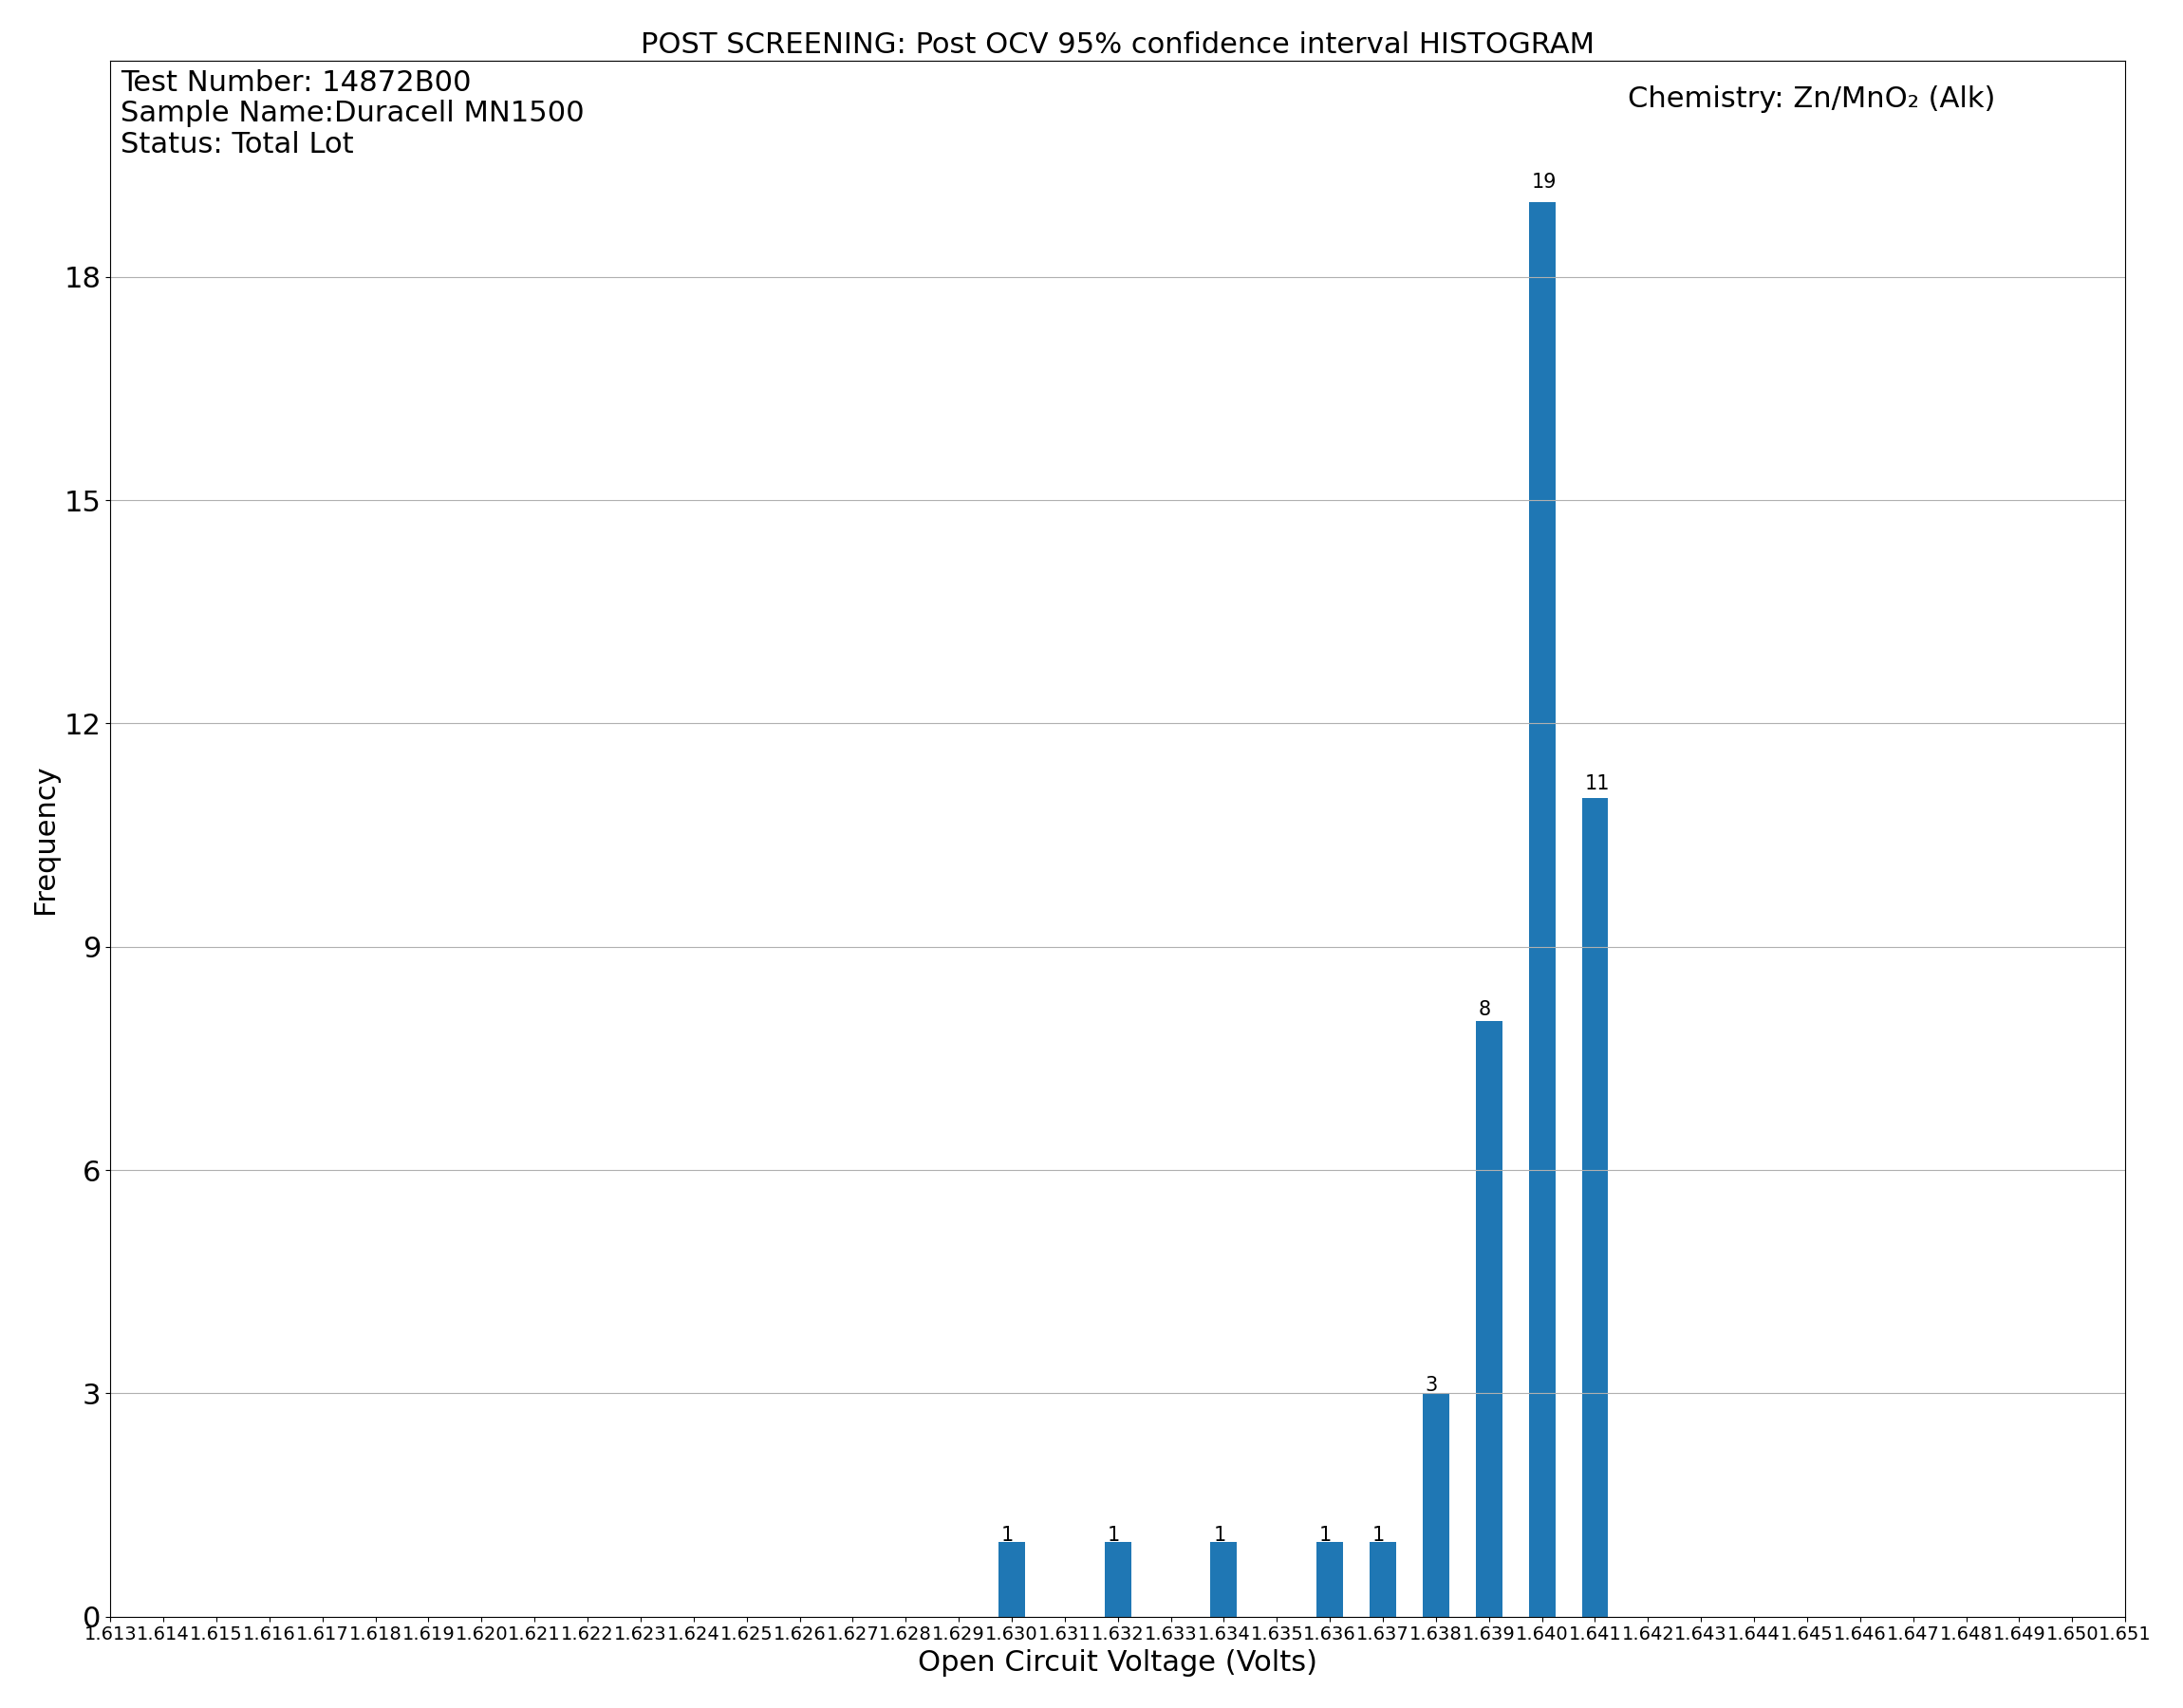 POST SCREENING: Post OCV 95% confidence interval HISTOGRAM
Test Number: 14872B00
Sample Name:Duracell MN1500
Status: Total Lot
Chemistry: Zn/MnO₂ (Alk)
19
18
15
12
11
Frequency
9
8
6
3
3
1 1 1 1 1
0
1.613 1.614 1.615 1.616 1.617 1.618 1.619 1.620 1.621 1.622 1.623 1.624 1.625 1.626 1.627 1.628 1.629 1.630 1.631 1.632 1.633 1.634 1.635 1.636 1.637 1.638 1.639 1.640 1.641 1.642 1.643 1.644 1.645 1.646 1.647 1.648 1.649 1.650 1.651
Open Circuit Voltage (Volts)